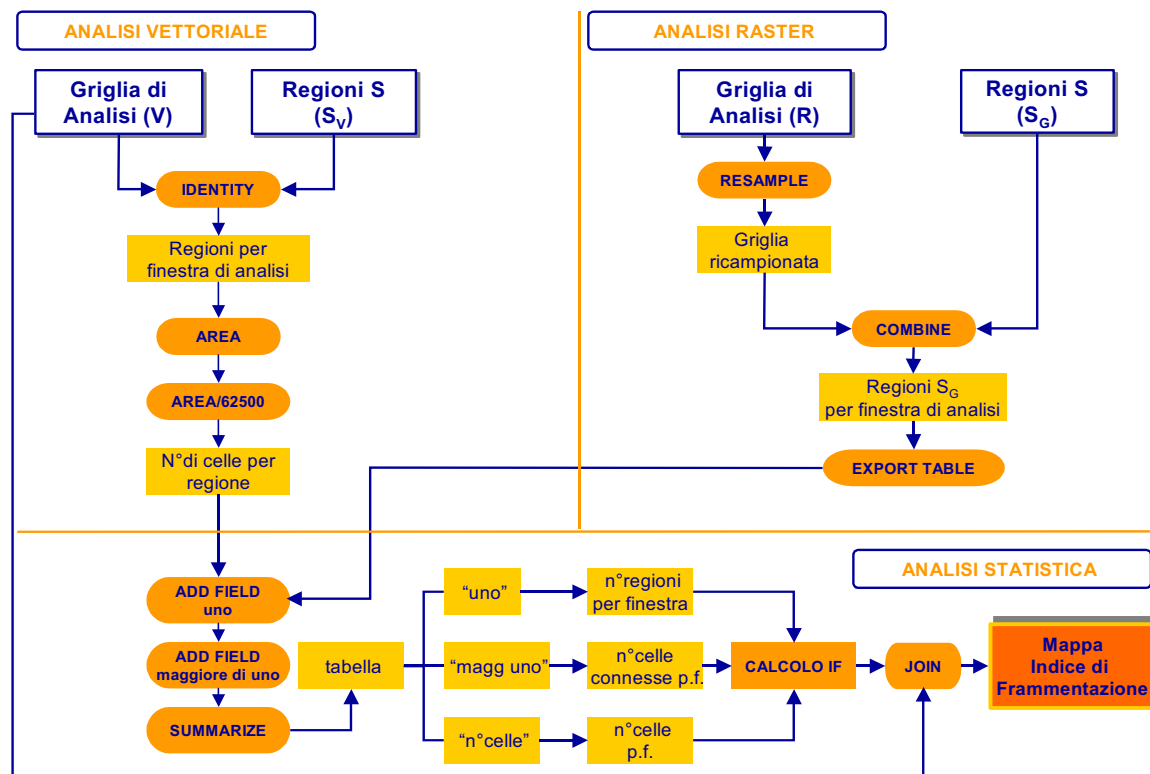 ANALISI VETTORIALE
Griglia di
Analisi (V)
Regioni S
(SV)
IDENTITY
Regioni per
finestra di analisi
AREA
AREA/62500
N°di celle per
regione
ANALISI RASTER
Griglia di
Analisi (R)
Regioni S
(SG)
RESAMPLE
Griglia
ricampionata
COMBINE
Regioni SG
per finestra di analisi
EXPORT TABLE
ANALISI STATISTICA
ADD FIELD
uno
ADD FIELD
maggiore di uno
SUMMARIZE
tabella
“uno”
n°regioni
per finestra
“magg uno”
n°celle
connesse p.f.
“n°celle”
n°celle
p.f.
CALCOLO IF
JOIN
Mappa
Indice di
Frammentazione